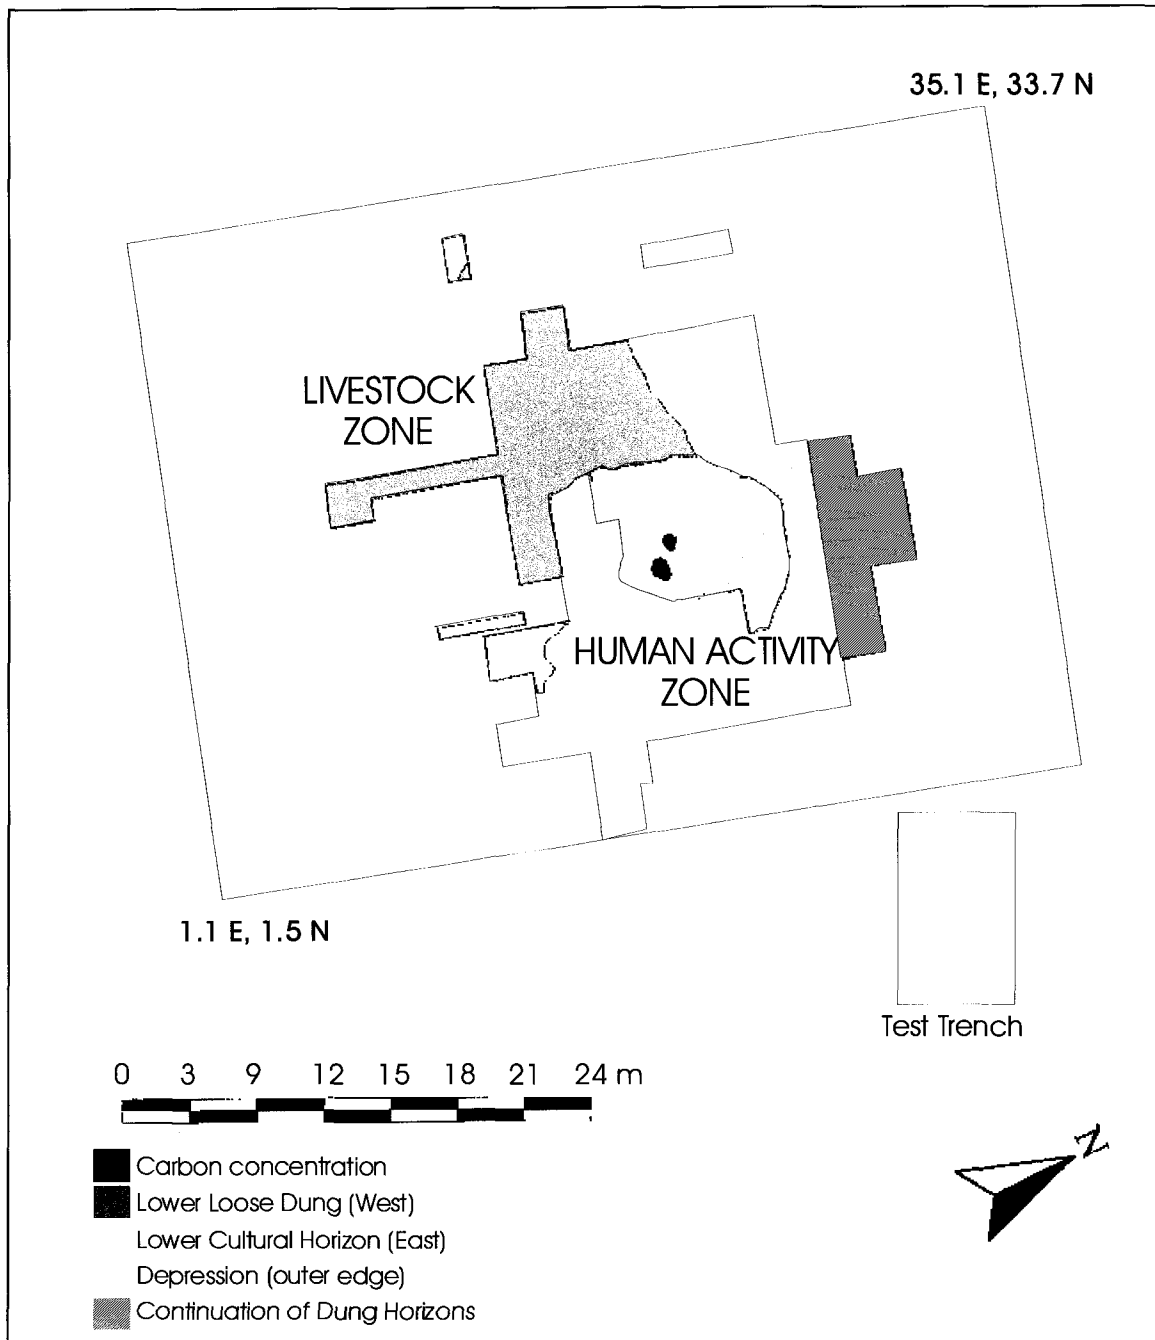 35.1 E, 33.7 N
LIVESTOCK
ZONE
HUMAN ACTIVITY
ZONE
1.1 E, 1.5 N
Test Trench
0 3 9 12 15 18 21 24 m
N
Carbon concentration
Lower Loose Dung (West)
Lower Cultural Horizon (East)
Depression (outer edge)
Continuation of Dung Horizons